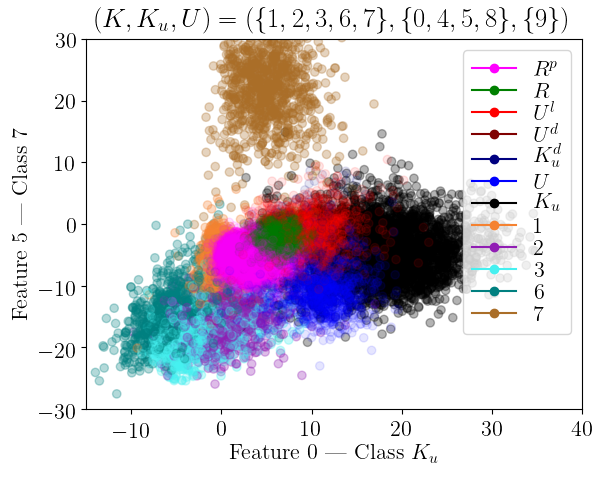 (K, K_u, U) = ({1, 2, 3, 6, 7}, {0, 4, 5, 8}, {9})
30
20
10
0
−10
−20
−30
Feature 5 — Class 7
R^p
R
U^l
U^d
K_u^d
U
K_u
1
2
3
6
7
−10 0 10 20 30 40
Feature 0 — Class K_u